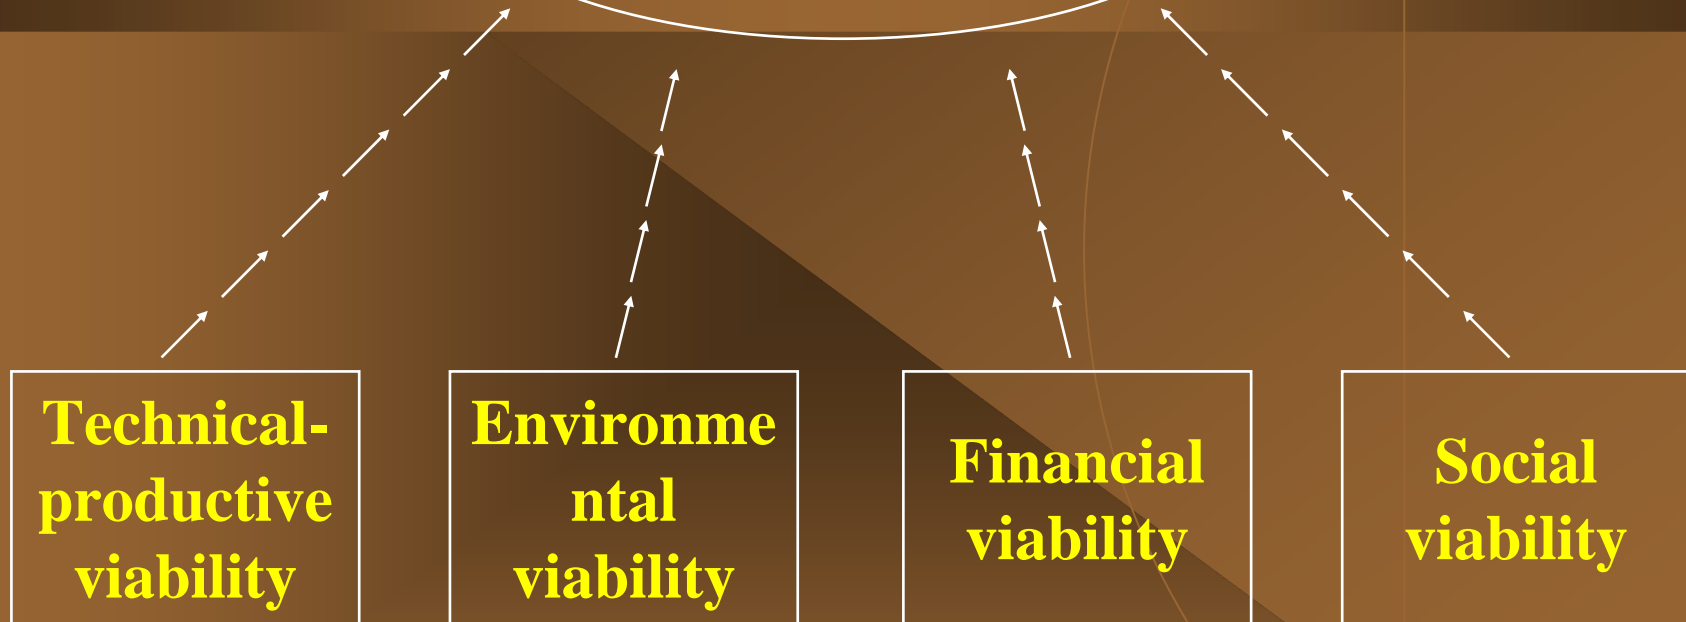 Technical-
productive
viability
Environme
ntal
viability
Financial
viability
Social
viability